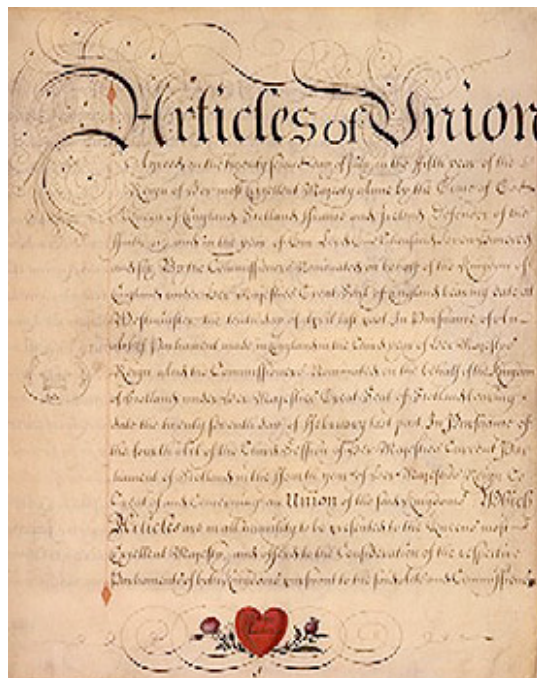 Articles of Union
Agreed on the twenty second day of July in the fifth year of the
Reign of Her most Excellent Majesty Anne by the Grace of God
Queen of England Scotland France and Ireland Defender of the
Faith &c and in the year of Our Lord One Thousand Seven Hundred
and Six By the Commissioners Nominated on behalf of the Kingdom of
England under Her Majesties Great Seal of England bearing date at
Westminster the tenth day of April last past In Pursuance of an
Act of Parliament made in England in the third year of Her Majesties
Reign and the Commissioners Nominated on the behalf of the Kingdom
of Scotland under Her Majesties Great Seal of Scotland bearing
date the twenty seventh day of February last past In Pursuance of
the fourth Act of the third Session of Her Majesties Current Par
liament of Scotland in the fourth year of Her Majesties Reign to
Treat of and Concerning an Union of the said Kingdoms Which
Articles are in all humility to be presented to the Queens most
Excellent Majesty and offered to the Consideration of the respective
Parliaments of both Kingdoms pursuant to the said Acts and Commissions